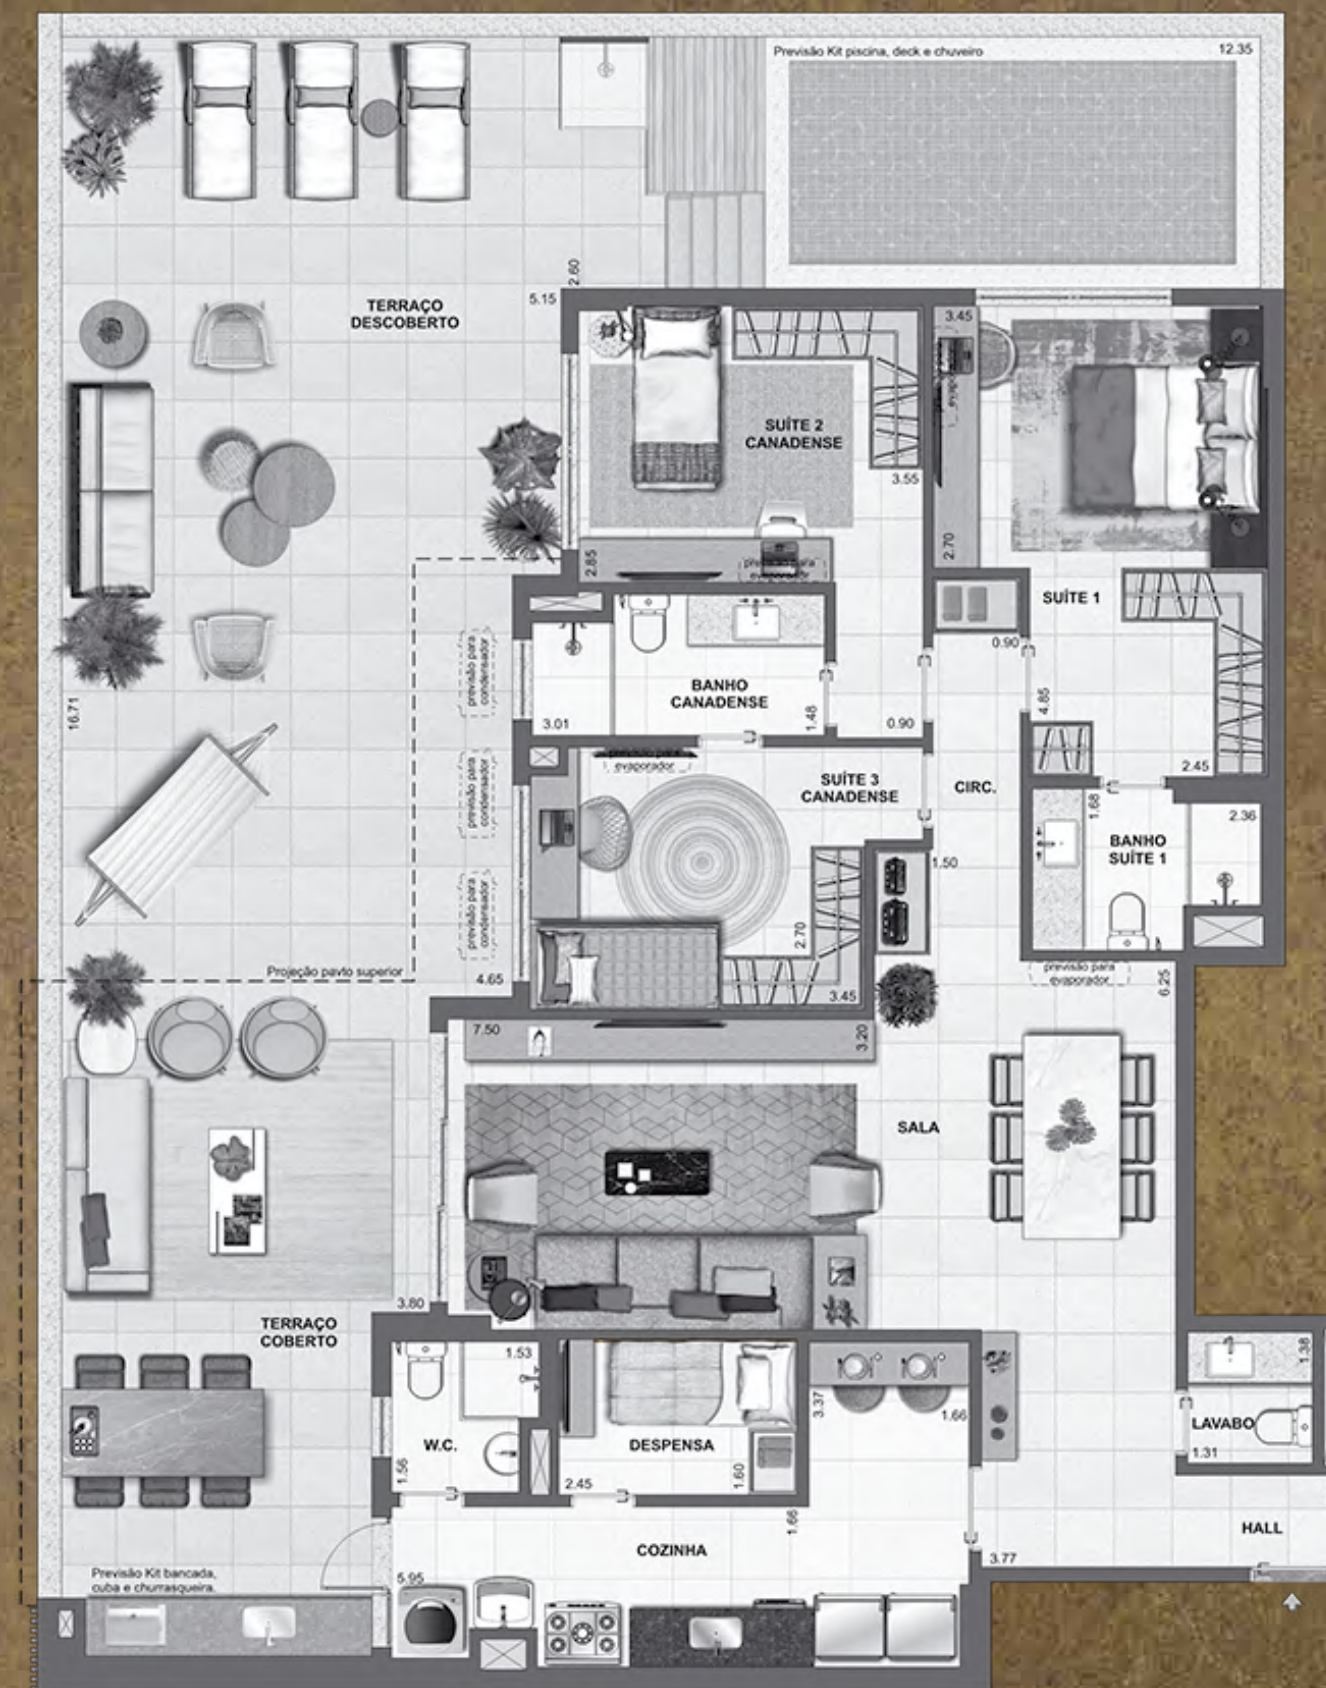 Previsão Kit piscina, deck e chuveiro
12.35
2.60
5.15
TERRAÇO
DESCOBERTO
3.45
evaporador
SUÍTE 2
CANADENSE
3.55
2.85
previsão para
evaporador
2.70
SUÍTE 1
0.90
previsão para
condensador
BANHO
CANADENSE
3.01
1.48
0.90
4.85
16.71
2.45
previsão para
evaporador
previsão para
condensador
SUÍTE 3
CANADENSE
CIRC.
1.68
2.36
BANHO
SUÍTE 1
1.50
previsão para
condensador
2.70
Projeção pavto superior
4.65
3.45
previsão para
evaporador
6.25
7.50
3.20
SALA
3.80
TERRAÇO
COBERTO
1.53
1.38
3.37
1.66
LAVABO
1.31
W.C.
DESPENSA
1.56
2.45
1.60
1.66
HALL
COZINHA
3.77
Previsão Kit bancada,
cuba e churrasqueira.
5.95